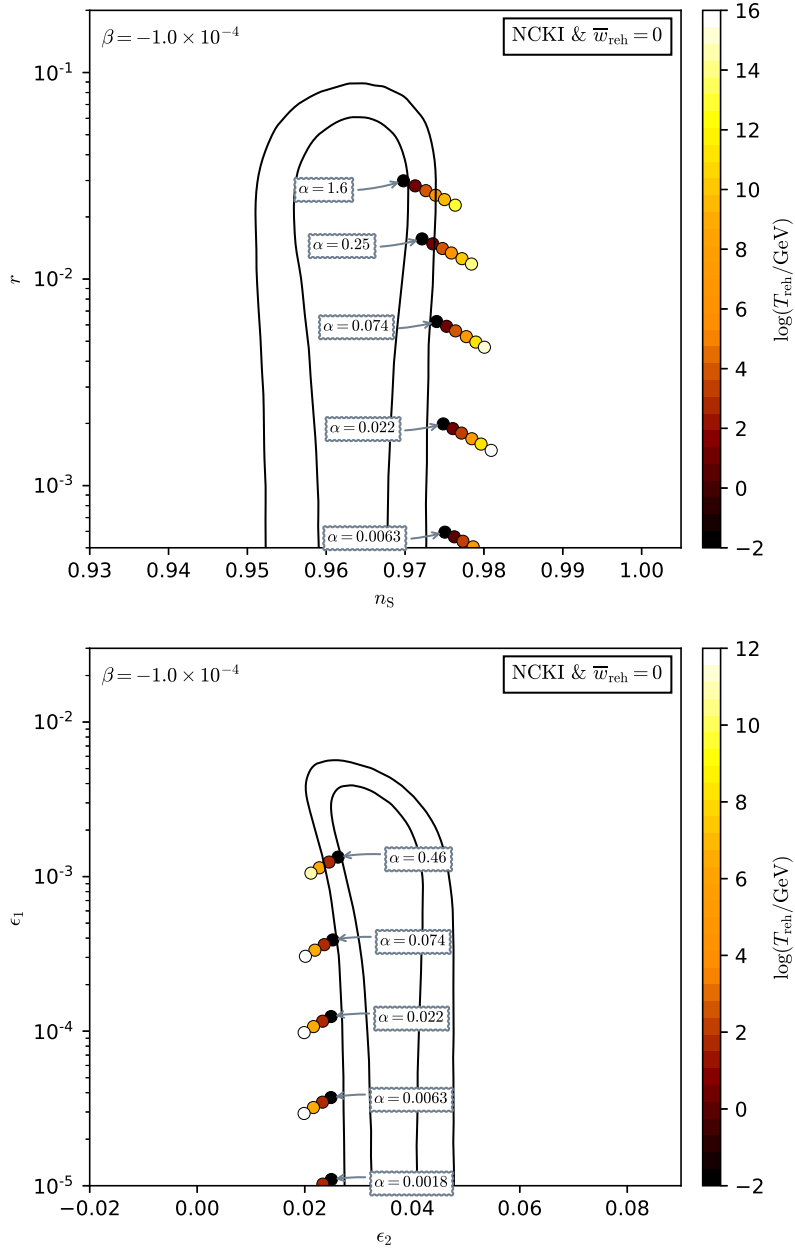 β = −1.0 × 10⁻⁴
NCKI & w̅_reh = 0
10⁻¹
10⁻²
10⁻³
r
α = 1.6
α = 0.25
α = 0.074
α = 0.022
α = 0.0063
0.93 0.94 0.95 0.96 0.97 0.98 0.99 1.00
n_S
16
14
12
10
8
6
4
2
0
−2
log(T_reh/GeV)
β = −1.0 × 10⁻⁴
NCKI & w̅_reh = 0
10⁻²
10⁻³
10⁻⁴
10⁻⁵
ϵ₁
α = 0.46
α = 0.074
α = 0.022
α = 0.0063
α = 0.0018
−0.02 0.00 0.02 0.04 0.06 0.08
ϵ₂
12
10
8
6
4
2
0
−2
log(T_reh/GeV)